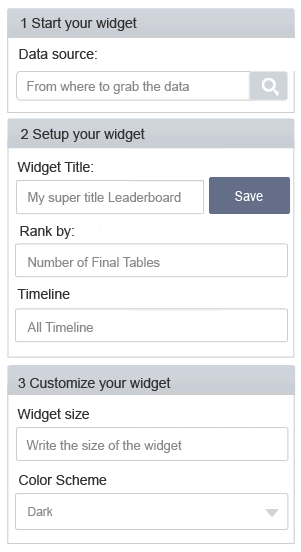 1 Start your widget
Data source:
From where to grab the data
2 Setup your widget
Widget Title:
My super title Leaderboard
Save
Rank by:
Number of Final Tables
Timeline
All Timeline
3 Customize your widget
Widget size
Write the size of the widget
Color Scheme
Dark